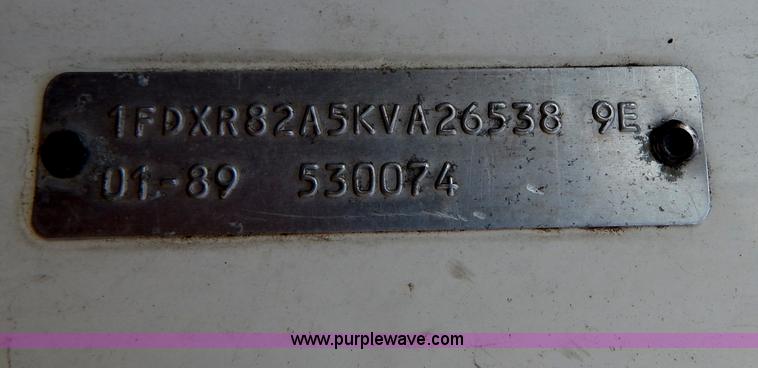 1FDXR82A5KVA26538 9E
01-89 530074
www.purplewave.com